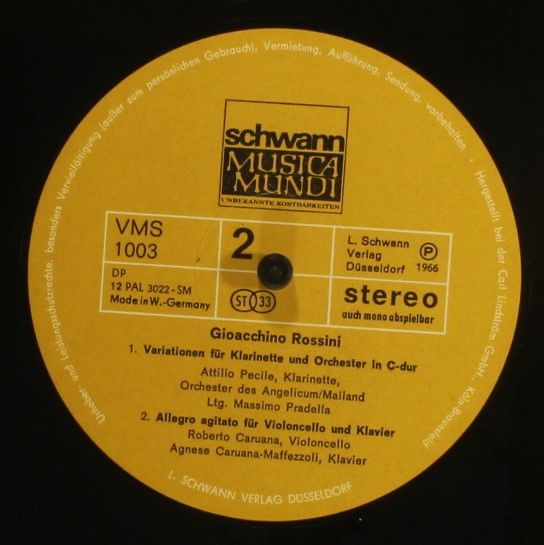 Urheber und Leistungsschutzrechte, besonders Vervielfältigung (außer zum persönlichen Gebrauch), Vermietung, Aufführung, Sendung, vorbehalten. Hergestellt bei der Carl Lindström GmbH, Köln-Braunsfeld
schwann
MUSICA
MUNDI
UNBEKANNTE KOSTBARKEITEN
VMS
1003
2
L. Schwann
Verlag
Düsseldorf
P
1966
DP
12 PAL 3022-SM
Made in W.-Germany
ST 33
stereo
auch mono abspielbar
Gioacchino Rossini
1. Variationen für Klarinette und Orchester in C-dur
Attilio Pecile, Klarinette,
Orchester des Angelicum/Mailand
Ltg. Massimo Pradella
2. Allegro agitato für Violoncello und Klavier
Roberto Caruana, Violoncello
Agnese Caruana-Maffezzoli, Klavier
L. SCHWANN VERLAG DÜSSELDORF